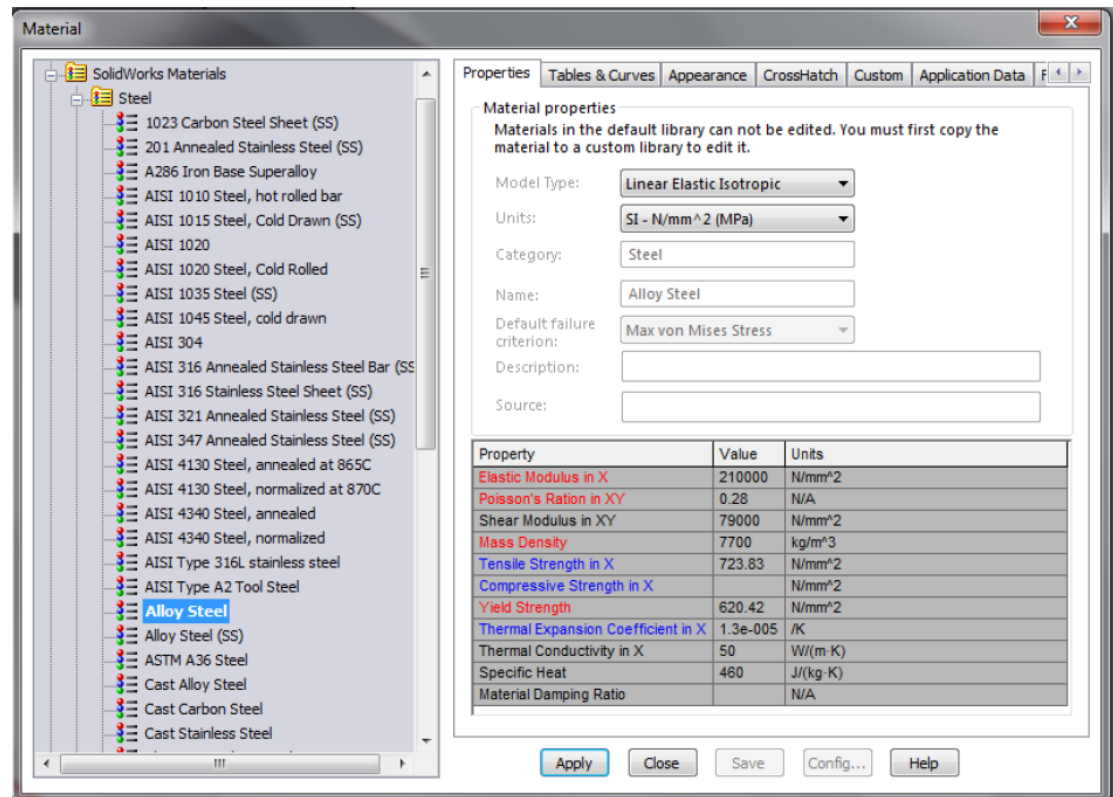 Material
SolidWorks Materials
Steel
1023 Carbon Steel Sheet (SS)
201 Annealed Stainless Steel (SS)
A286 Iron Base Superalloy
AISI 1010 Steel, hot rolled bar
AISI 1015 Steel, Cold Drawn (SS)
AISI 1020
AISI 1020 Steel, Cold Rolled
AISI 1035 Steel (SS)
AISI 1045 Steel, cold drawn
AISI 304
AISI 316 Annealed Stainless Steel Bar (SS
AISI 316 Stainless Steel Sheet (SS)
AISI 321 Annealed Stainless Steel (SS)
AISI 347 Annealed Stainless Steel (SS)
AISI 4130 Steel, annealed at 865C
AISI 4130 Steel, normalized at 870C
AISI 4340 Steel, annealed
AISI 4340 Steel, normalized
AISI Type 316L stainless steel
AISI Type A2 Tool Steel
Alloy Steel
Alloy Steel (SS)
ASTM A36 Steel
Cast Alloy Steel
Cast Carbon Steel
Cast Stainless Steel
Properties Tables & Curves Appearance CrossHatch Custom Application Data F
Material properties
Materials in the default library can not be edited. You must first copy the
material to a custom library to edit it.
Model Type: Linear Elastic Isotropic
Units: SI - N/mm^2 (MPa)
Category: Steel
Name: Alloy Steel
Default failure
criterion: Max von Mises Stress
Description:
Source:
Property Value Units
Elastic Modulus in X 210000 N/mm^2
Poisson's Ration in XY 0.28 N/A
Shear Modulus in XY 79000 N/mm^2
Mass Density 7700 kg/m^3
Tensile Strength in X 723.83 N/mm^2
Compressive Strength in X N/mm^2
Yield Strength 620.42 N/mm^2
Thermal Expansion Coefficient in X 1.3e-005 /K
Thermal Conductivity in X 50 W/(m·K)
Specific Heat 460 J/(kg·K)
Material Damping Ratio N/A
Apply Close Save Config... Help